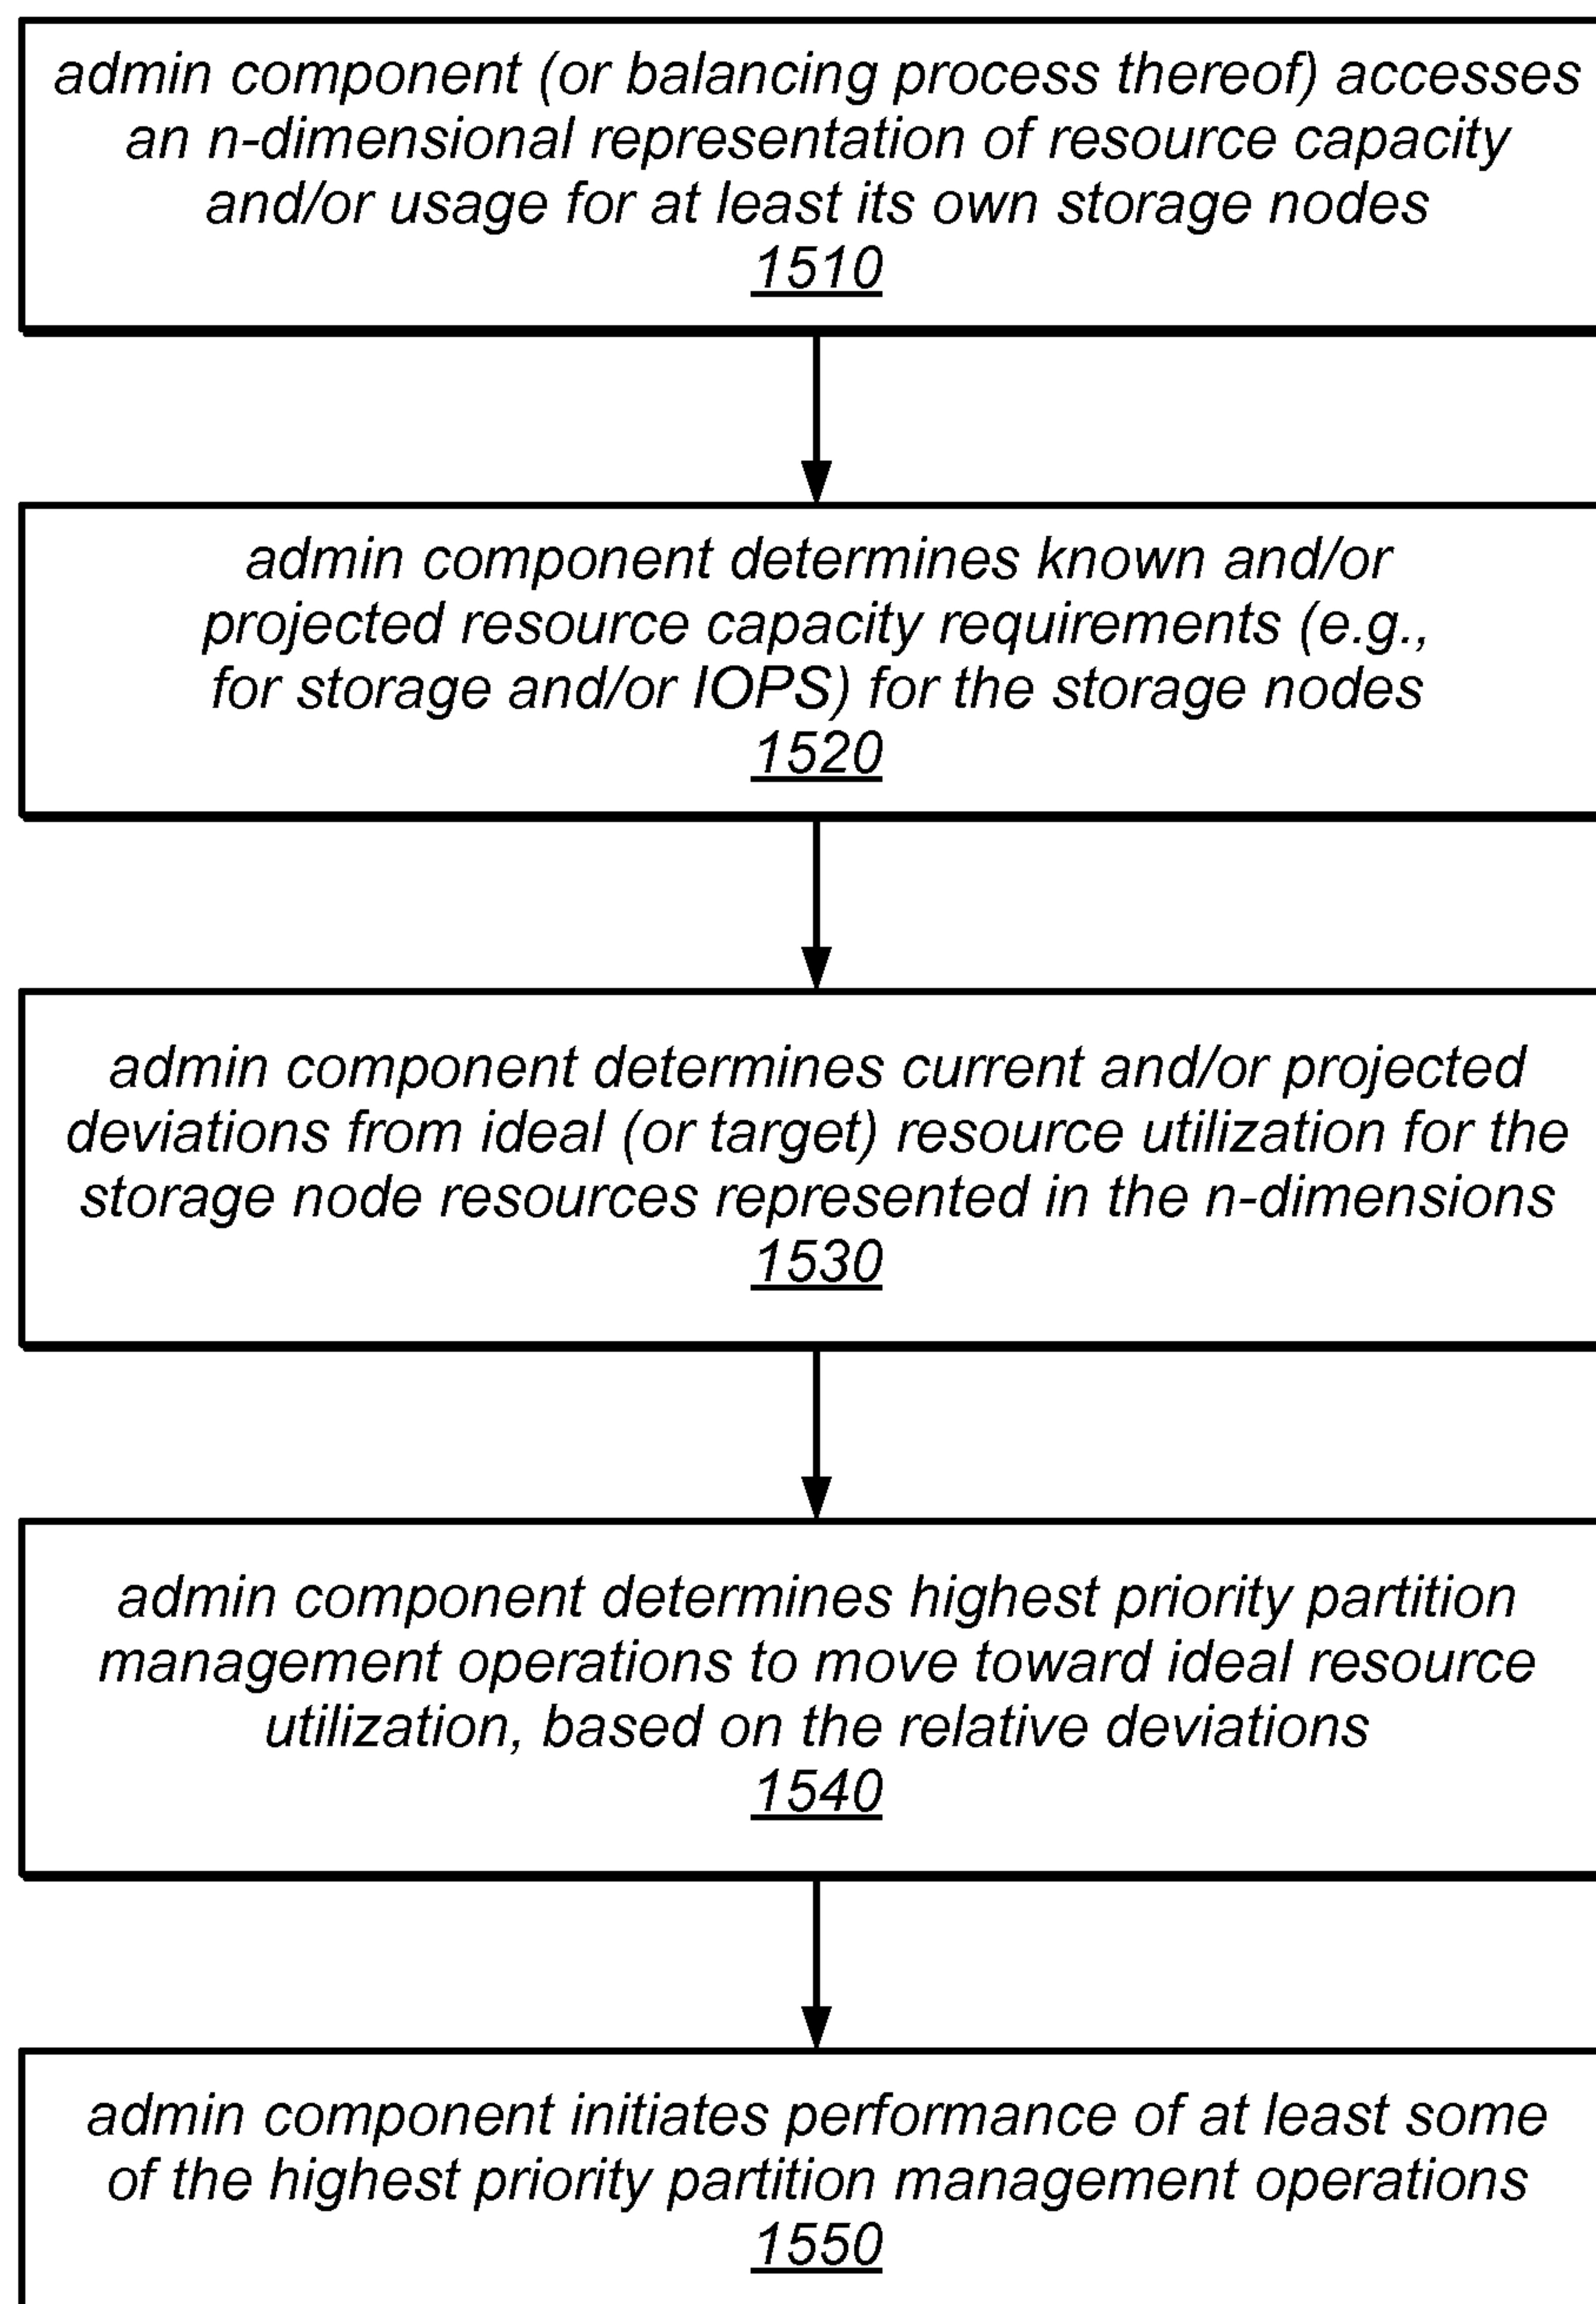 admin component (or balancing process thereof) accesses
an n-dimensional representation of resource capacity
and/or usage for at least its own storage nodes
1510
admin component determines known and/or
projected resource capacity requirements (e.g.,
for storage and/or IOPS) for the storage nodes
1520
admin component determines current and/or projected
deviations from ideal (or target) resource utilization for the
storage node resources represented in the n-dimensions
1530
admin component determines highest priority partition
management operations to move toward ideal resource
utilization, based on the relative deviations
1540
admin component initiates performance of at least some
of the highest priority partition management operations
1550